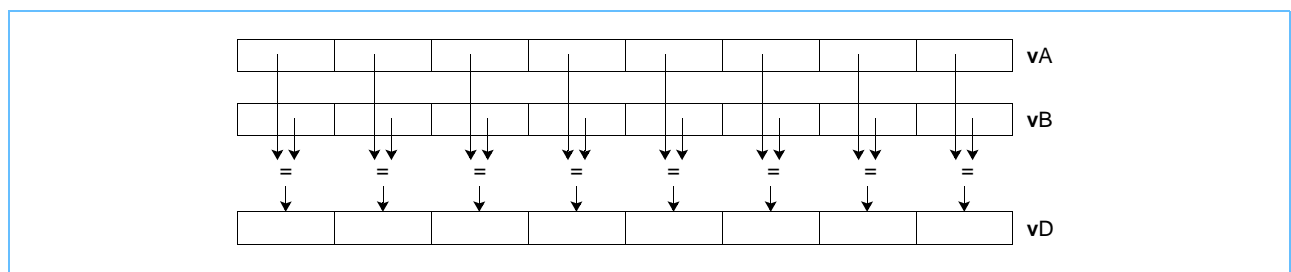 vA
vB
= = = = = = = =
vD